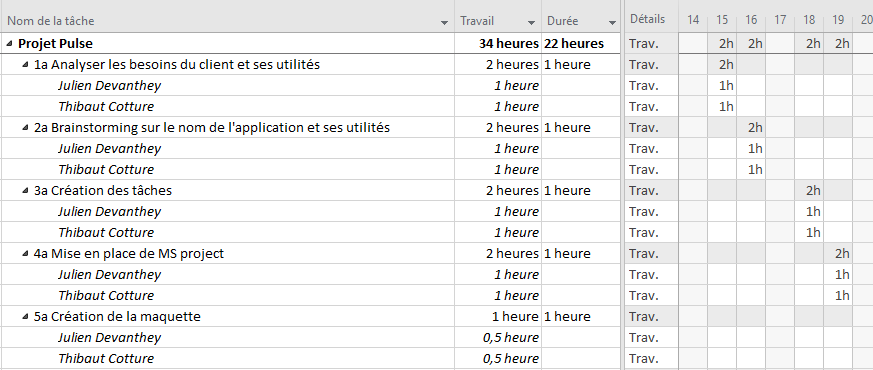 Nom de la tâche Travail Durée Détails 14 15 16 17 18 19 20
Projet Pulse 34 heures 22 heures Trav. 2h 2h 2h 2h
1a Analyser les besoins du client et ses utilités 2 heures 1 heure Trav. 2h
Julien Devanthey 1 heure Trav. 1h
Thibaut Cotture 1 heure Trav. 1h
2a Brainstorming sur le nom de l'application et ses utilités 2 heures 1 heure Trav. 2h
Julien Devanthey 1 heure Trav. 1h
Thibaut Cotture 1 heure Trav. 1h
3a Création des tâches 2 heures 1 heure Trav. 2h
Julien Devanthey 1 heure Trav. 1h
Thibaut Cotture 1 heure Trav. 1h
4a Mise en place de MS project 2 heures 1 heure Trav. 2h
Julien Devanthey 1 heure Trav. 1h
Thibaut Cotture 1 heure Trav. 1h
5a Création de la maquette 1 heure 1 heure Trav.
Julien Devanthey 0,5 heure Trav.
Thibaut Cotture 0,5 heure Trav.